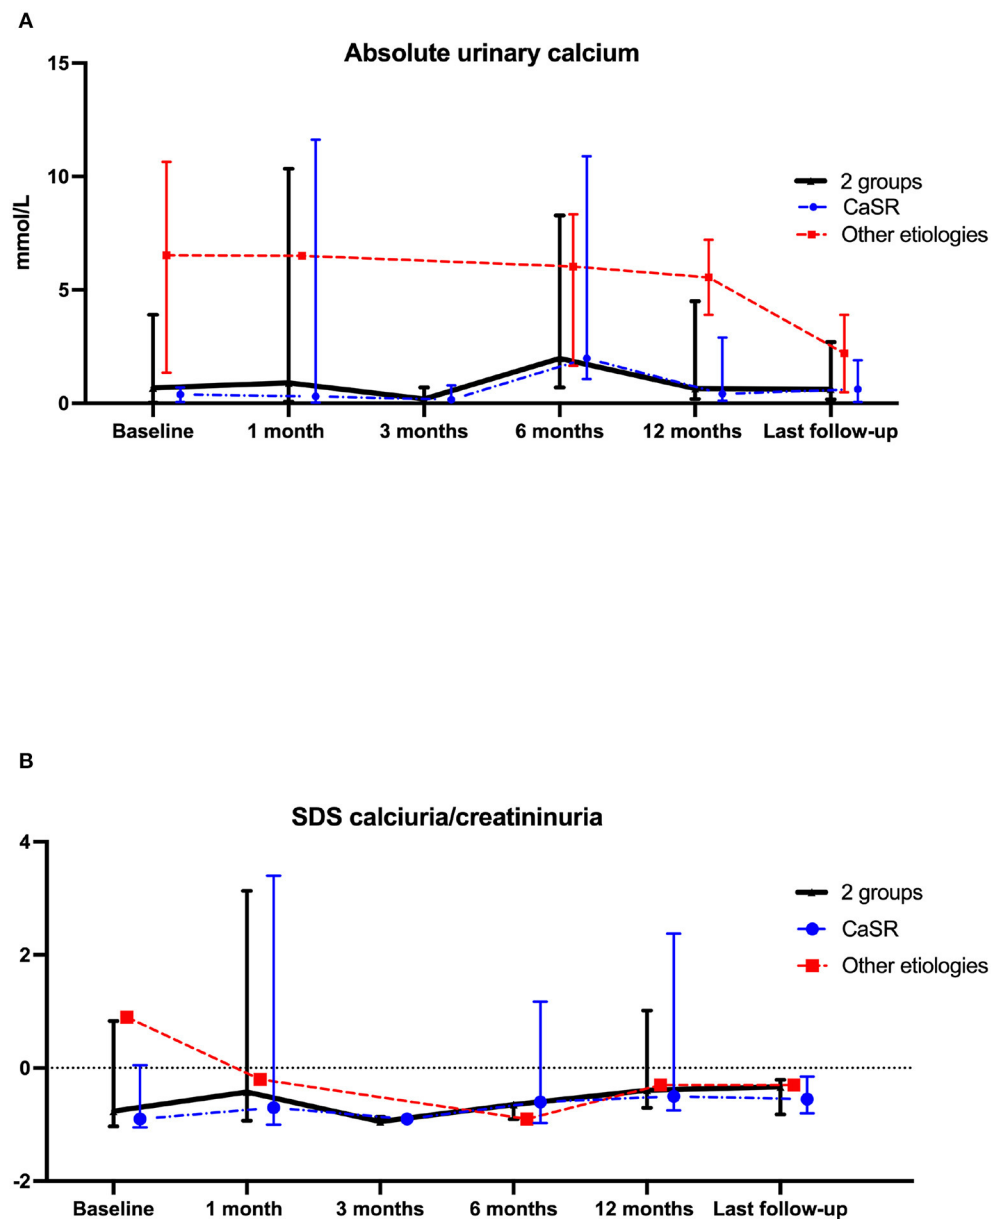 A
Absolute urinary calcium
15
10
5
0
mmol/L
2 groups
CaSR
Other etiologies
Baseline 1 month 3 months 6 months 12 months Last follow-up
B
SDS calciuria/creatininuria
4
2
0
-2
2 groups
CaSR
Other etiologies
Baseline 1 month 3 months 6 months 12 months Last follow-up